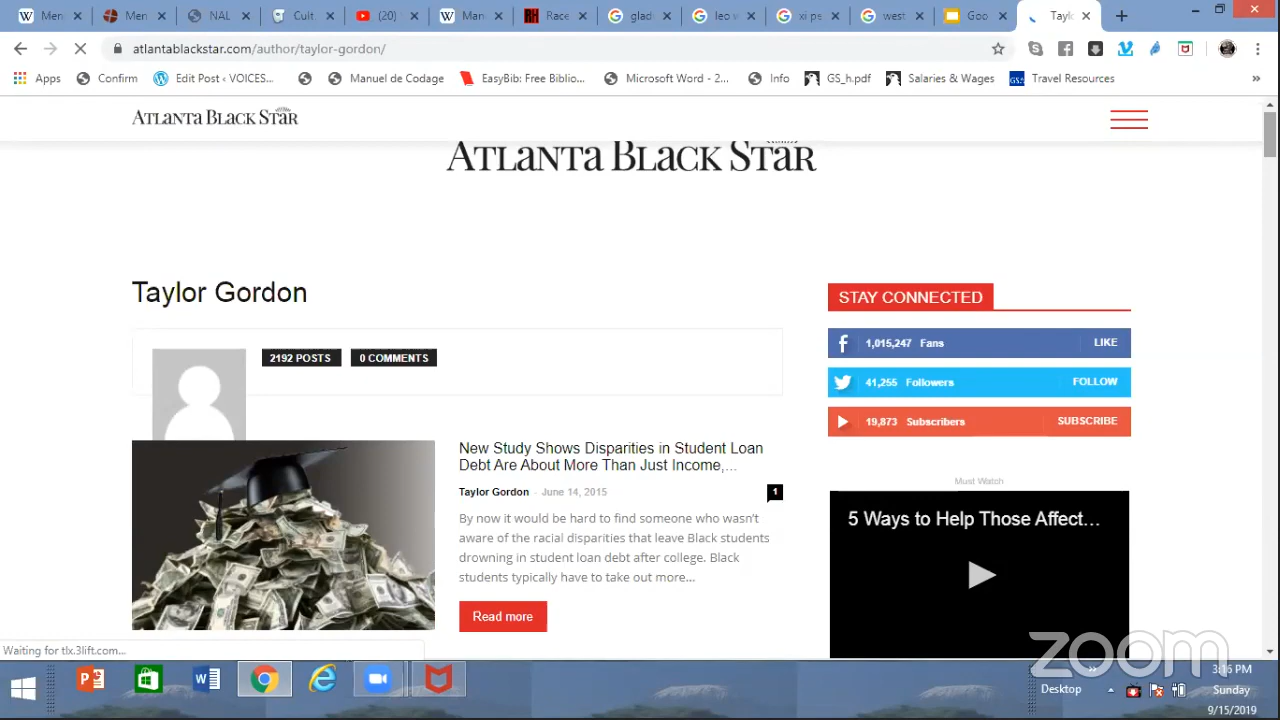 Mer
Mer
NAL
Cult
(20)
Mar
Race
glad
leo w
xi ps
west
Goo
Tayl
atlantablackstar.com/author/taylor-gordon/
Apps
Confirm
Edit Post ‹ VOICES...
Manuel de Codage
EasyBib: Free Biblio...
Microsoft Word - 2...
Info
GS_h.pdf
Salaries & Wages
Travel Resources
ATLANTA BLACK STAR
ATLANTA BLACK STAR
Taylor Gordon
2192 POSTS
0 COMMENTS
New Study Shows Disparities in Student Loan
Debt Are About More Than Just Income,...
Taylor Gordon - June 14, 2015
1
By now it would be hard to find someone who wasn't
aware of the racial disparities that leave Black students
drowning in student loan debt after college. Black
students typically have to take out more...
Read more
STAY CONNECTED
1,015,247 Fans LIKE
41,255 Followers FOLLOW
19,873 Subscribers SUBSCRIBE
Must Watch
5 Ways to Help Those Affect...
Waiting for tlx.3lift.com...
zoom
Desktop
3:16 PM
Sunday
9/15/2019